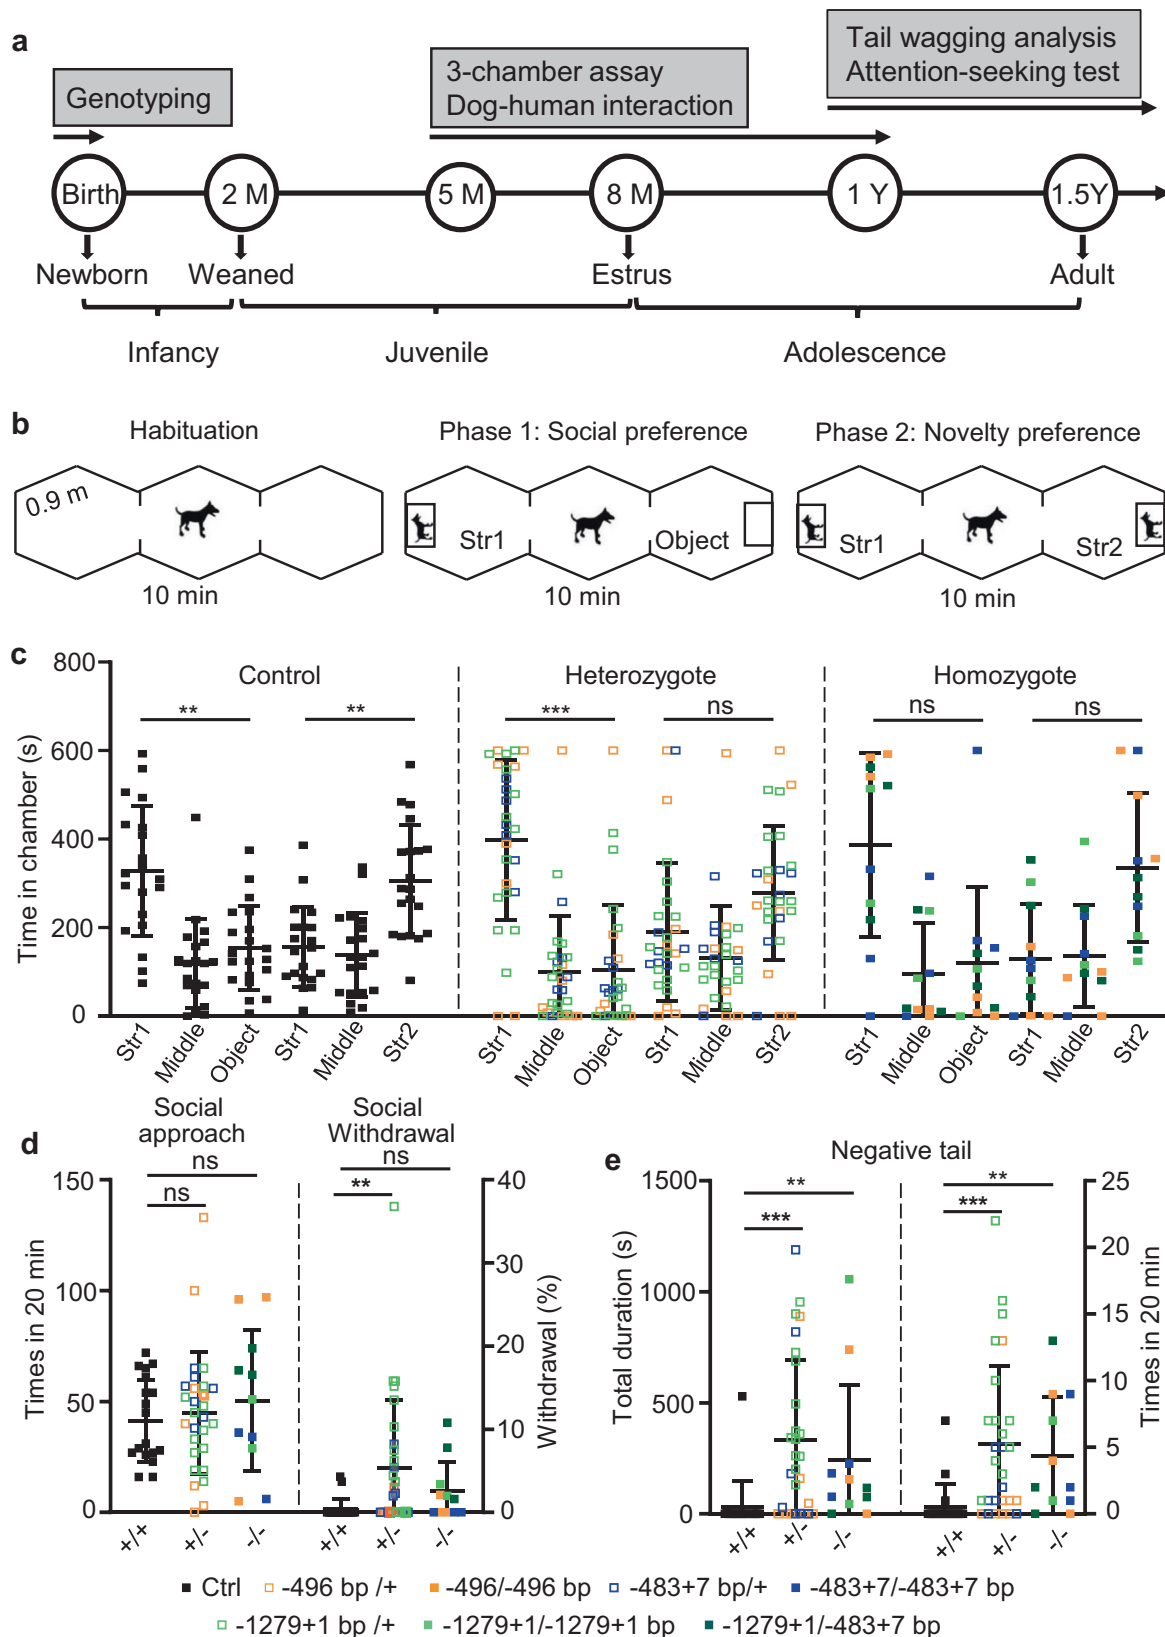 a
Genotyping
3-chamber assay
Dog-human interaction
Tail wagging analysis
Attention-seeking test
Birth
2 M
5 M
8 M
1 Y
1.5Y
Newborn
Weaned
Estrus
Adult
Infancy
Juvenile
Adolescence
b
Habituation
Phase 1: Social preference
Phase 2: Novelty preference
0.9 m
Str1
Object
Str1
Str2
10 min
10 min
10 min
c
Time in chamber (s)
800
600
400
200
0
Control
Heterozygote
Homozygote
**
**
***
ns
ns
ns
Str1
Middle
Object
Str1
Middle
Str2
Str1
Middle
Object
Str1
Middle
Str2
Str1
Middle
Object
Str1
Middle
Str2
d
Social
approach
Social
Withdrawal
ns
ns
ns
**
Times in 20 min
150
100
50
0
Withdrawal (%)
40
30
20
10
0
+/+
+/-
-/-
+/+
+/-
-/-
e
Negative tail
**
***
**
***
Total duration (s)
1500
1000
500
0
Times in 20 min
25
20
15
10
5
0
+/+
+/-
-/-
+/+
+/-
-/-
Ctrl
-496 bp /+
-496/-496 bp
-483+7 bp/+
-483+7/-483+7 bp
-1279+1 bp /+
-1279+1/-1279+1 bp
-1279+1/-483+7 bp